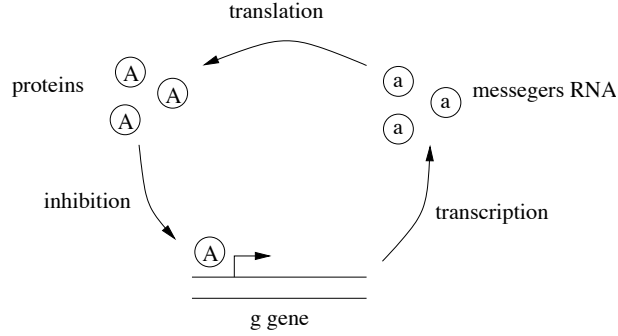 translation
proteins
A
A
A
a
a
a
messegers RNA
inhibition
transcription
A
g gene